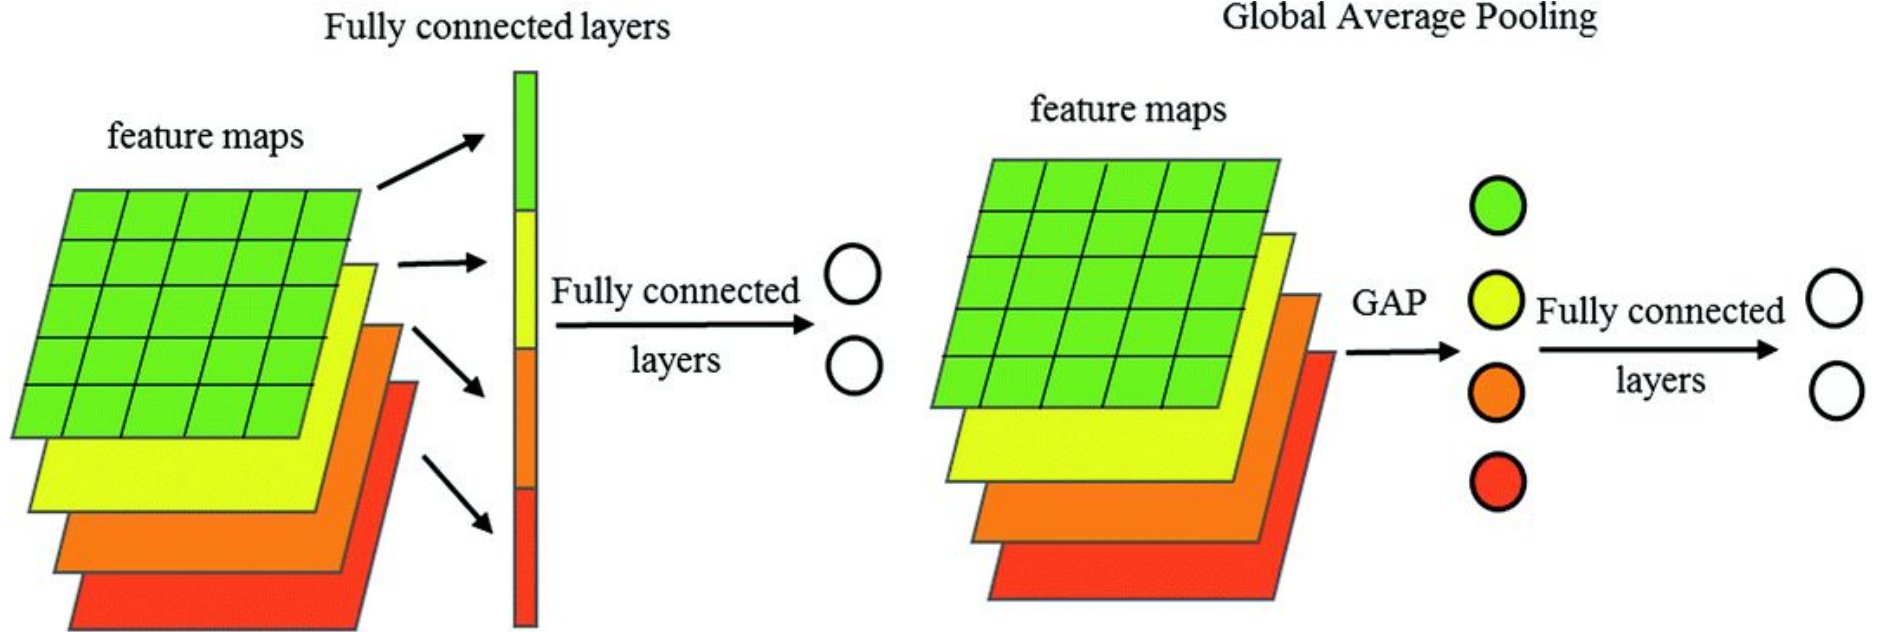 Fully connected layers
feature maps
Fully connected
layers
Global Average Pooling
feature maps
GAP
Fully connected
layers